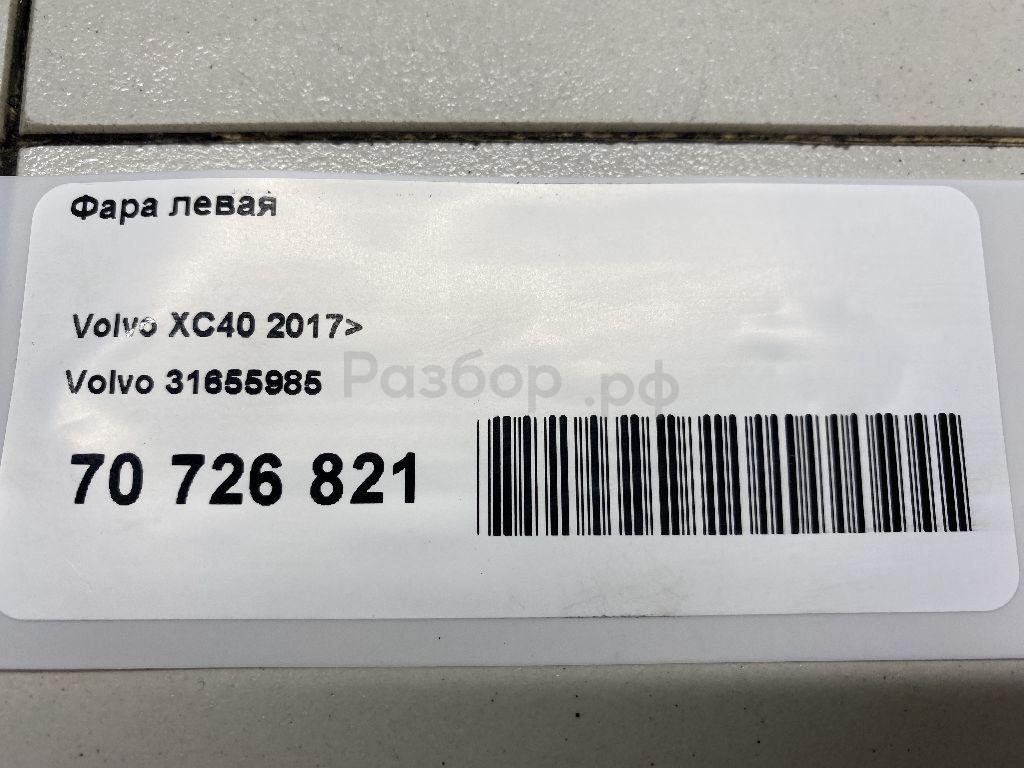 Фара левая
Volvo XC40 2017>
Volvo 31655985
Разбор.рф
70 726 821